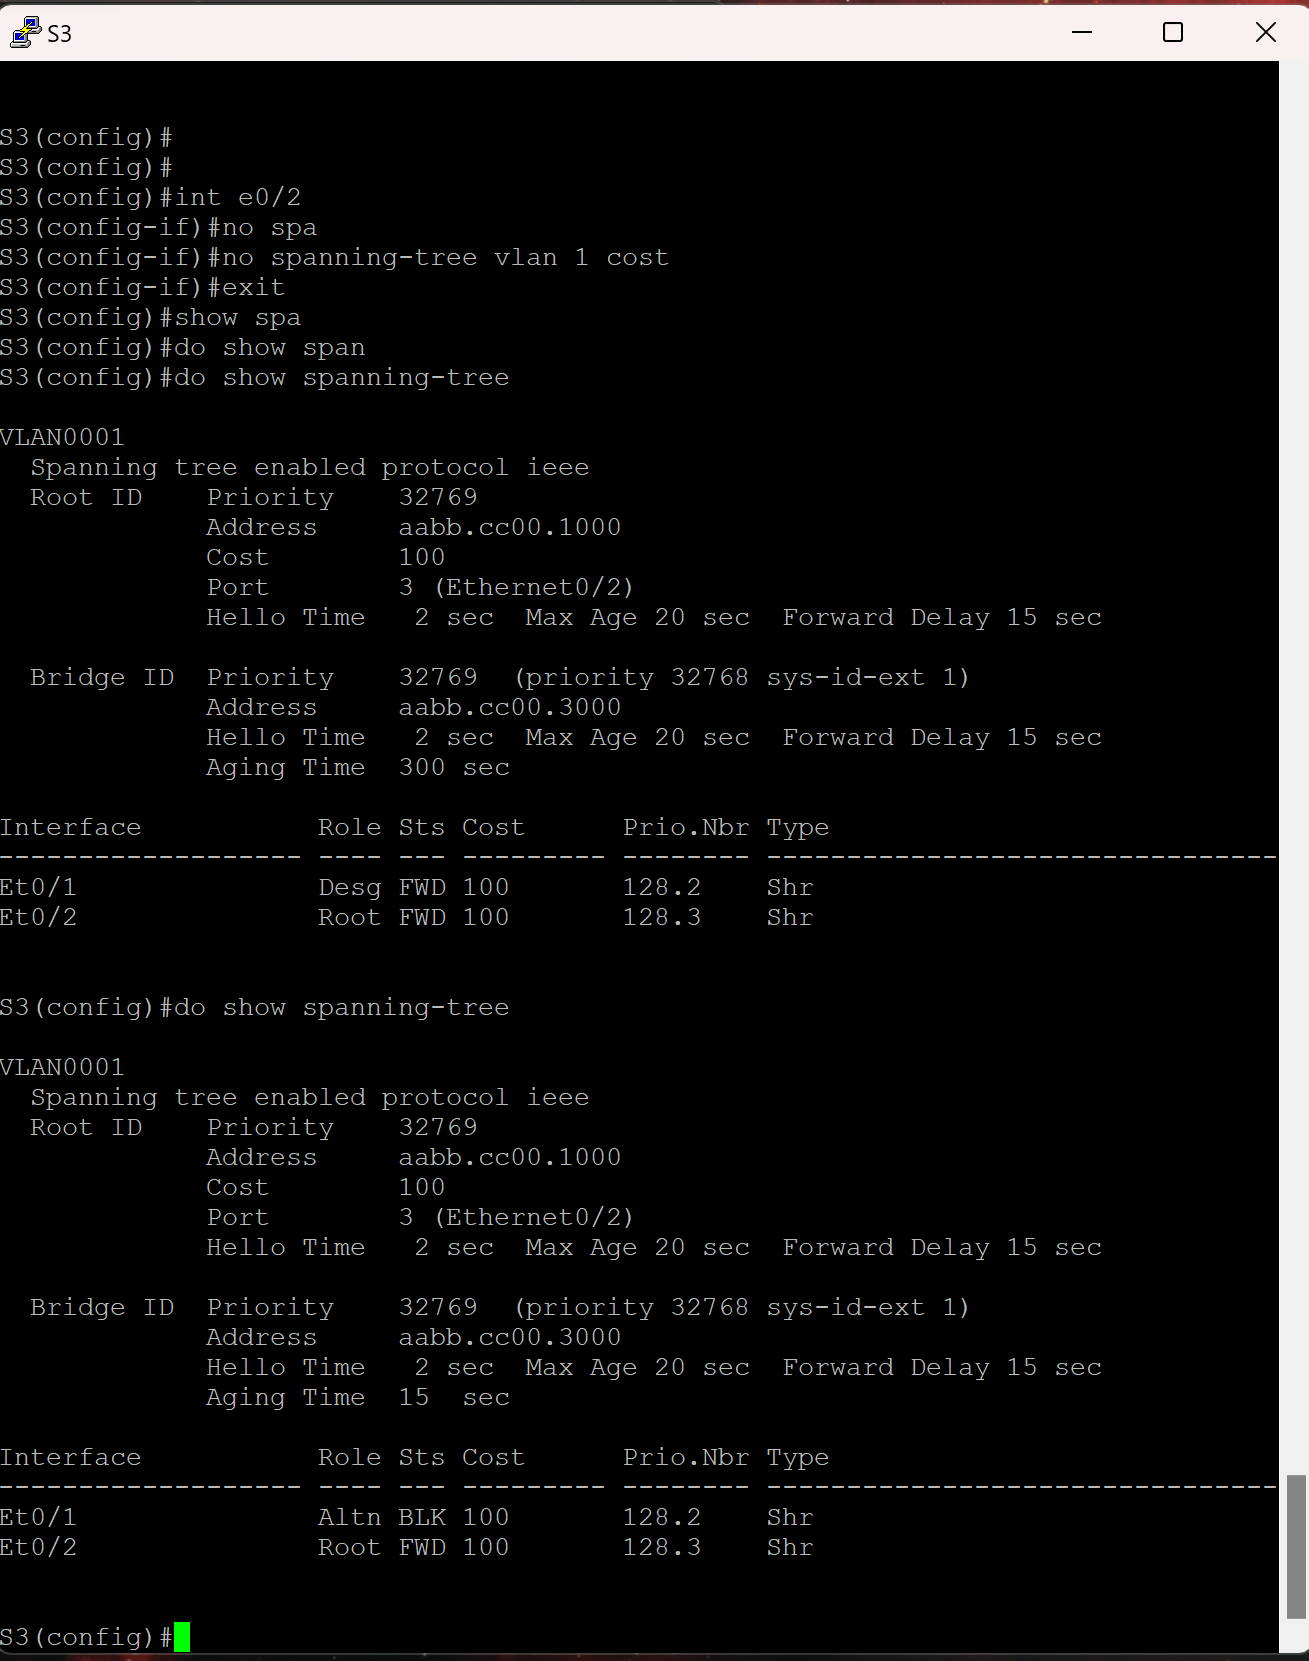 S3
S3(config)#
S3(config)#
S3(config)#int e0/2
S3(config-if)#no spa
S3(config-if)#no spanning-tree vlan 1 cost
S3(config-if)#exit
S3(config)#show spa
S3(config)#do show span
S3(config)#do show spanning-tree

VLAN0001
  Spanning tree enabled protocol ieee
  Root ID    Priority    32769
             Address     aabb.cc00.1000
             Cost        100
             Port        3 (Ethernet0/2)
             Hello Time   2 sec  Max Age 20 sec  Forward Delay 15 sec

  Bridge ID  Priority    32769  (priority 32768 sys-id-ext 1)
             Address     aabb.cc00.3000
             Hello Time   2 sec  Max Age 20 sec  Forward Delay 15 sec
             Aging Time  300 sec

Interface           Role Sts Cost      Prio.Nbr Type
------------------- ---- --- --------- -------- --------------------------------
Et0/1               Desg FWD 100       128.2    Shr
Et0/2               Root FWD 100       128.3    Shr

S3(config)#do show spanning-tree

VLAN0001
  Spanning tree enabled protocol ieee
  Root ID    Priority    32769
             Address     aabb.cc00.1000
             Cost        100
             Port        3 (Ethernet0/2)
             Hello Time   2 sec  Max Age 20 sec  Forward Delay 15 sec

  Bridge ID  Priority    32769  (priority 32768 sys-id-ext 1)
             Address     aabb.cc00.3000
             Hello Time   2 sec  Max Age 20 sec  Forward Delay 15 sec
             Aging Time  15  sec

Interface           Role Sts Cost      Prio.Nbr Type
------------------- ---- --- --------- -------- --------------------------------
Et0/1               Altn BLK 100       128.2    Shr
Et0/2               Root FWD 100       128.3    Shr

S3(config)#